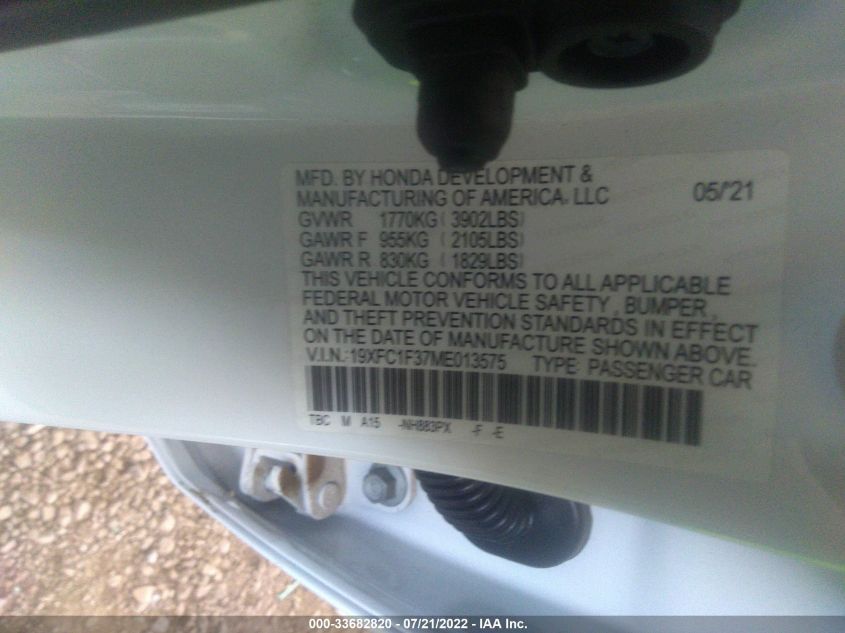 MFD. BY HONDA DEVELOPMENT &
MANUFACTURING OF AMERICA, LLC 05/'21
GVWR 1770KG ( 3902LBS)
GAWR F 955KG ( 2105LBS)
GAWR R 830KG ( 1829LBS)
THIS VEHICLE CONFORMS TO ALL APPLICABLE
FEDERAL MOTOR VEHICLE SAFETY , BUMPER ,
AND THEFT PREVENTION STANDARDS IN EFFECT
ON THE DATE OF MANUFACTURE SHOWN ABOVE.
V.I.N.:19XFC1F37ME013575 TYPE: PASSENGER CAR
TBC M A15 -NH883PX -F -E
000-33682820 - 07/21/2022 - IAA Inc.